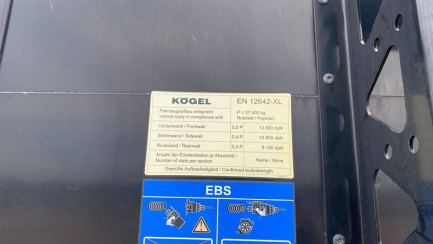 KÖGEL EN 12642-XL
Fahrzeugaufbau entspricht P = 27-000 kg
Vehicle body in compliance with Nutzlast / Payload
Vorderwand / Frontwall 0,5 P 13.500 daN
Seitenwand / Sidewall 0,4 P 10.800 daN
Rückwand / Rearwall 0,3 P 8.100 daN
Anzahl der Einstecklatten je Abschnitt / Keine / None
Number of slats per section
Geprüfte Aufbaufestigkeit / Confirmed bodystrength
EBS